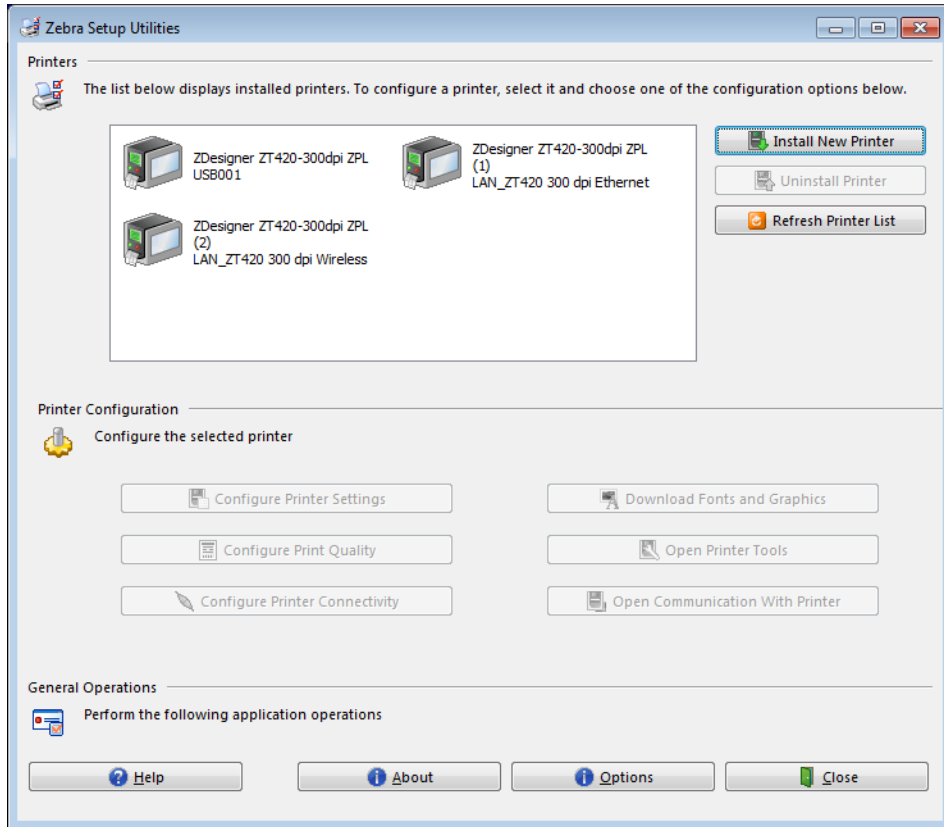 Zebra Setup Utilities
Printers
The list below displays installed printers. To configure a printer, select it and choose one of the configuration options below.
ZDesigner ZT420-300dpi ZPL
USB001
ZDesigner ZT420-300dpi ZPL
(1)
LAN_ZT420 300 dpi Ethernet
ZDesigner ZT420-300dpi ZPL
(2)
LAN_ZT420 300 dpi Wireless
Install New Printer
Uninstall Printer
Refresh Printer List
Printer Configuration
Configure the selected printer
Configure Printer Settings
Download Fonts and Graphics
Configure Print Quality
Open Printer Tools
Configure Printer Connectivity
Open Communication With Printer
General Operations
Perform the following application operations
Help
About
Options
Close